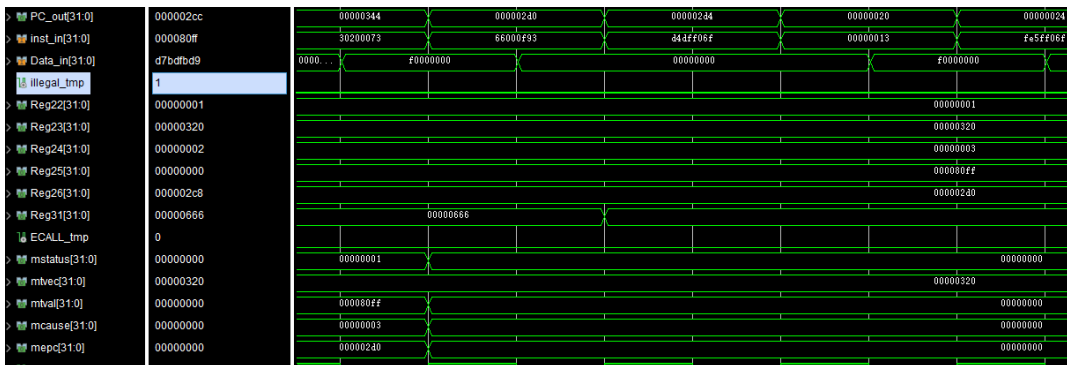 PC_out[31:0] 000002cc 00000344 000002d0 000002d4 00000020 00000024
inst_in[31:0] 000080ff 30200073 66000f93 d4dff06f 00000013 fe5ff06f
Data_in[31:0] d7bdfbd9 0000... f0000000 00000000 f0000000
illegal_tmp 1
Reg22[31:0] 00000001 00000001
Reg23[31:0] 00000320 00000320
Reg24[31:0] 00000002 00000003
Reg25[31:0] 00000000 000080ff
Reg26[31:0] 000002c8 000002d0
Reg31[31:0] 00000666 00000666
ECALL_tmp 0
mstatus[31:0] 00000000 00000001 00000000
mtvec[31:0] 00000320 00000320
mtval[31:0] 00000000 000080ff 00000000
mcause[31:0] 00000000 00000003 00000000
mepc[31:0] 00000000 000002d0 00000000